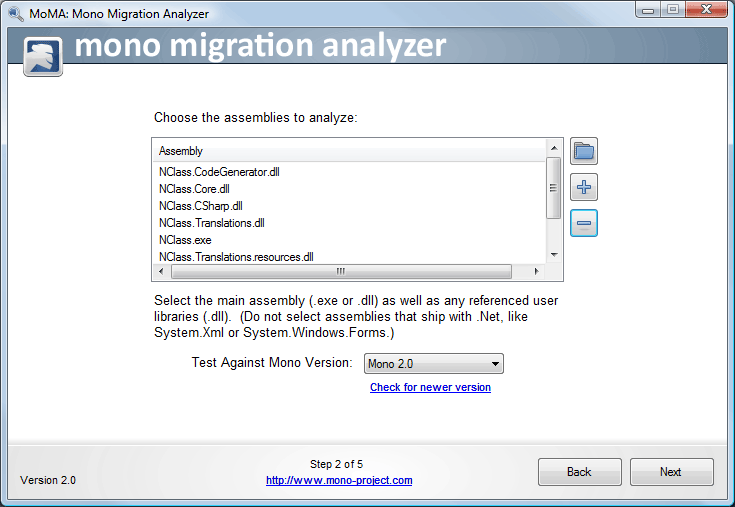 MoMA: Mono Migration Analyzer
mono migration analyzer
Choose the assemblies to analyze:
Assembly
NClass.CodeGenerator.dll
NClass.Core.dll
NClass.CSharp.dll
NClass.Translations.dll
NClass.exe
NClass.Translations.resources.dll
Select the main assembly (.exe or .dll) as well as any referenced user
libraries (.dll).  (Do not select assemblies that ship with .Net, like
System.Xml or System.Windows.Forms.)
Test Against Mono Version: Mono 2.0
Check for newer version
Step 2 of 5
Version 2.0
http://www.mono-project.com
Back
Next